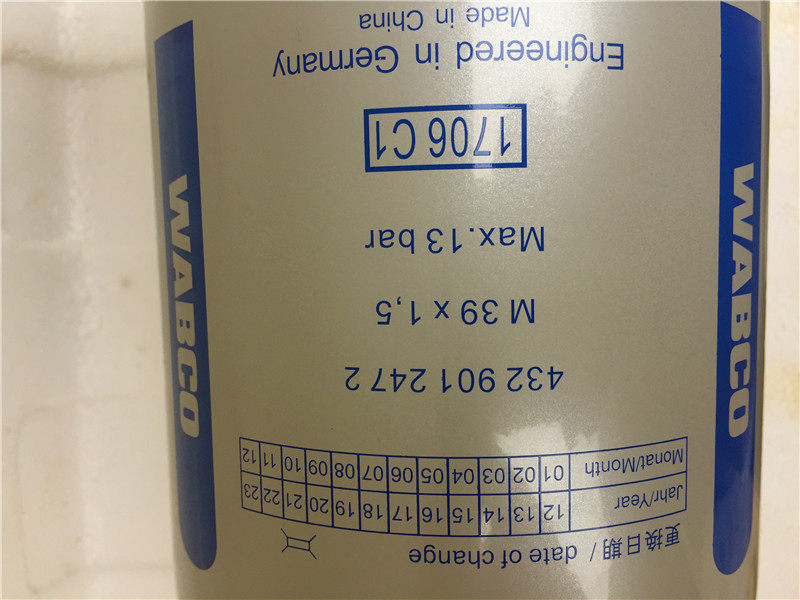 更换日期 / date of change
Jahr/Year 12 13 14 15 16 17 18 19 20 21 22 23
Monat/Month 01 02 03 04 05 06 07 08 09 10 11 12
432 901 247 2
M 39 x 1,5
Max.13 bar
1706 C1
Engineered in Germany
Made in China
WABCO
WABCO